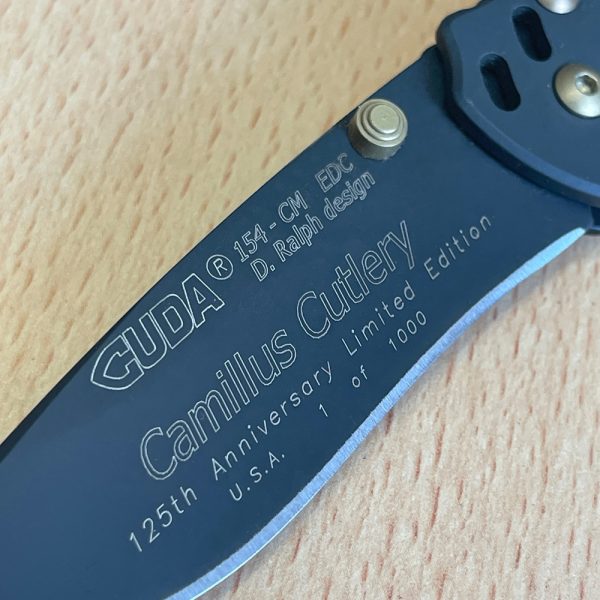 CUDA® 154-CM EDC
D. Ralph design
Camillus Cutlery
125th Anniversary Limited Edition
U.S.A. 1 of 1000